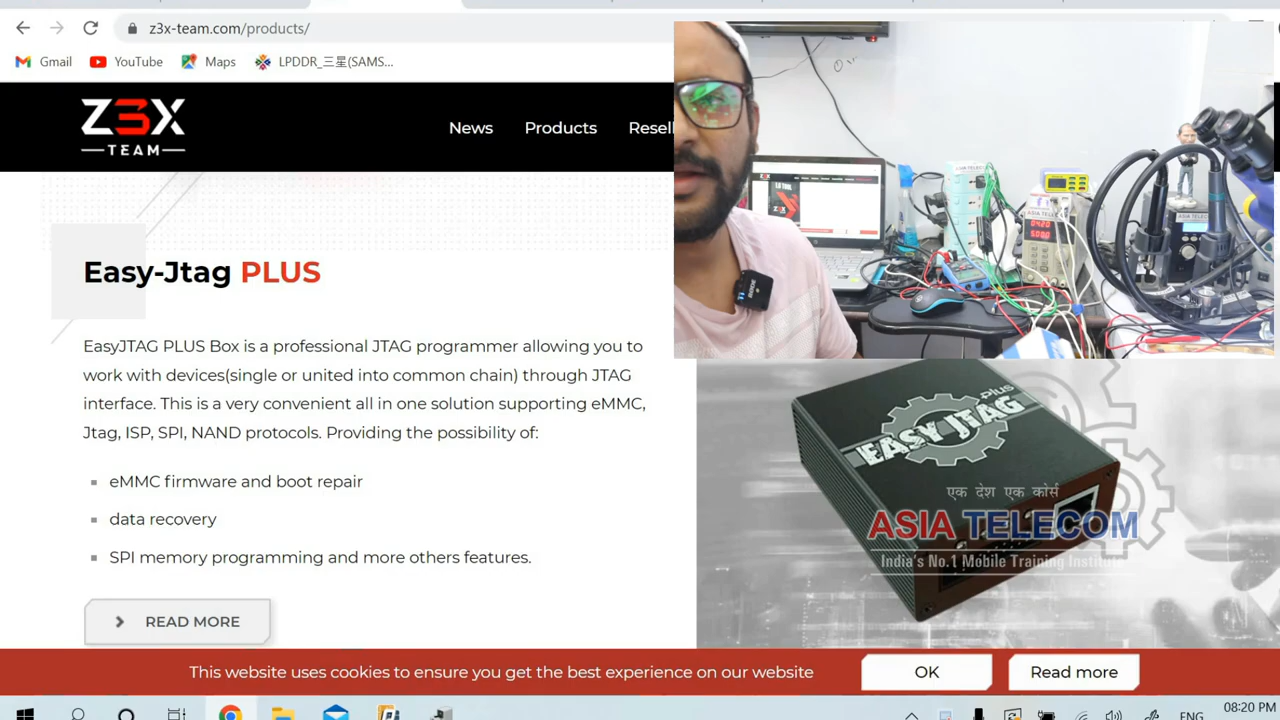 z3x-team.com/products/
Gmail YouTube Maps LPDDR_三星(SAMS...
Z3X
TEAM
News Products Resell
Easy-Jtag PLUS
EasyJTAG PLUS Box is a professional JTAG programmer allowing you to
work with devices(single or united into common chain) through JTAG
interface. This is a very convenient all in one solution supporting eMMC,
Jtag, ISP, SPI, NAND protocols. Providing the possibility of:
eMMC firmware and boot repair
data recovery
SPI memory programming and more others features.
READ MORE
ASIA TELECOM
0420
5000
ASIA TELECOM
plus
EASY JTAG
एक देश एक कोर्स
ASIA TELECOM
India's No.1 Mobile Training Institute
This website uses cookies to ensure you get the best experience on our website
OK
Read more
ENG
08:20 PM